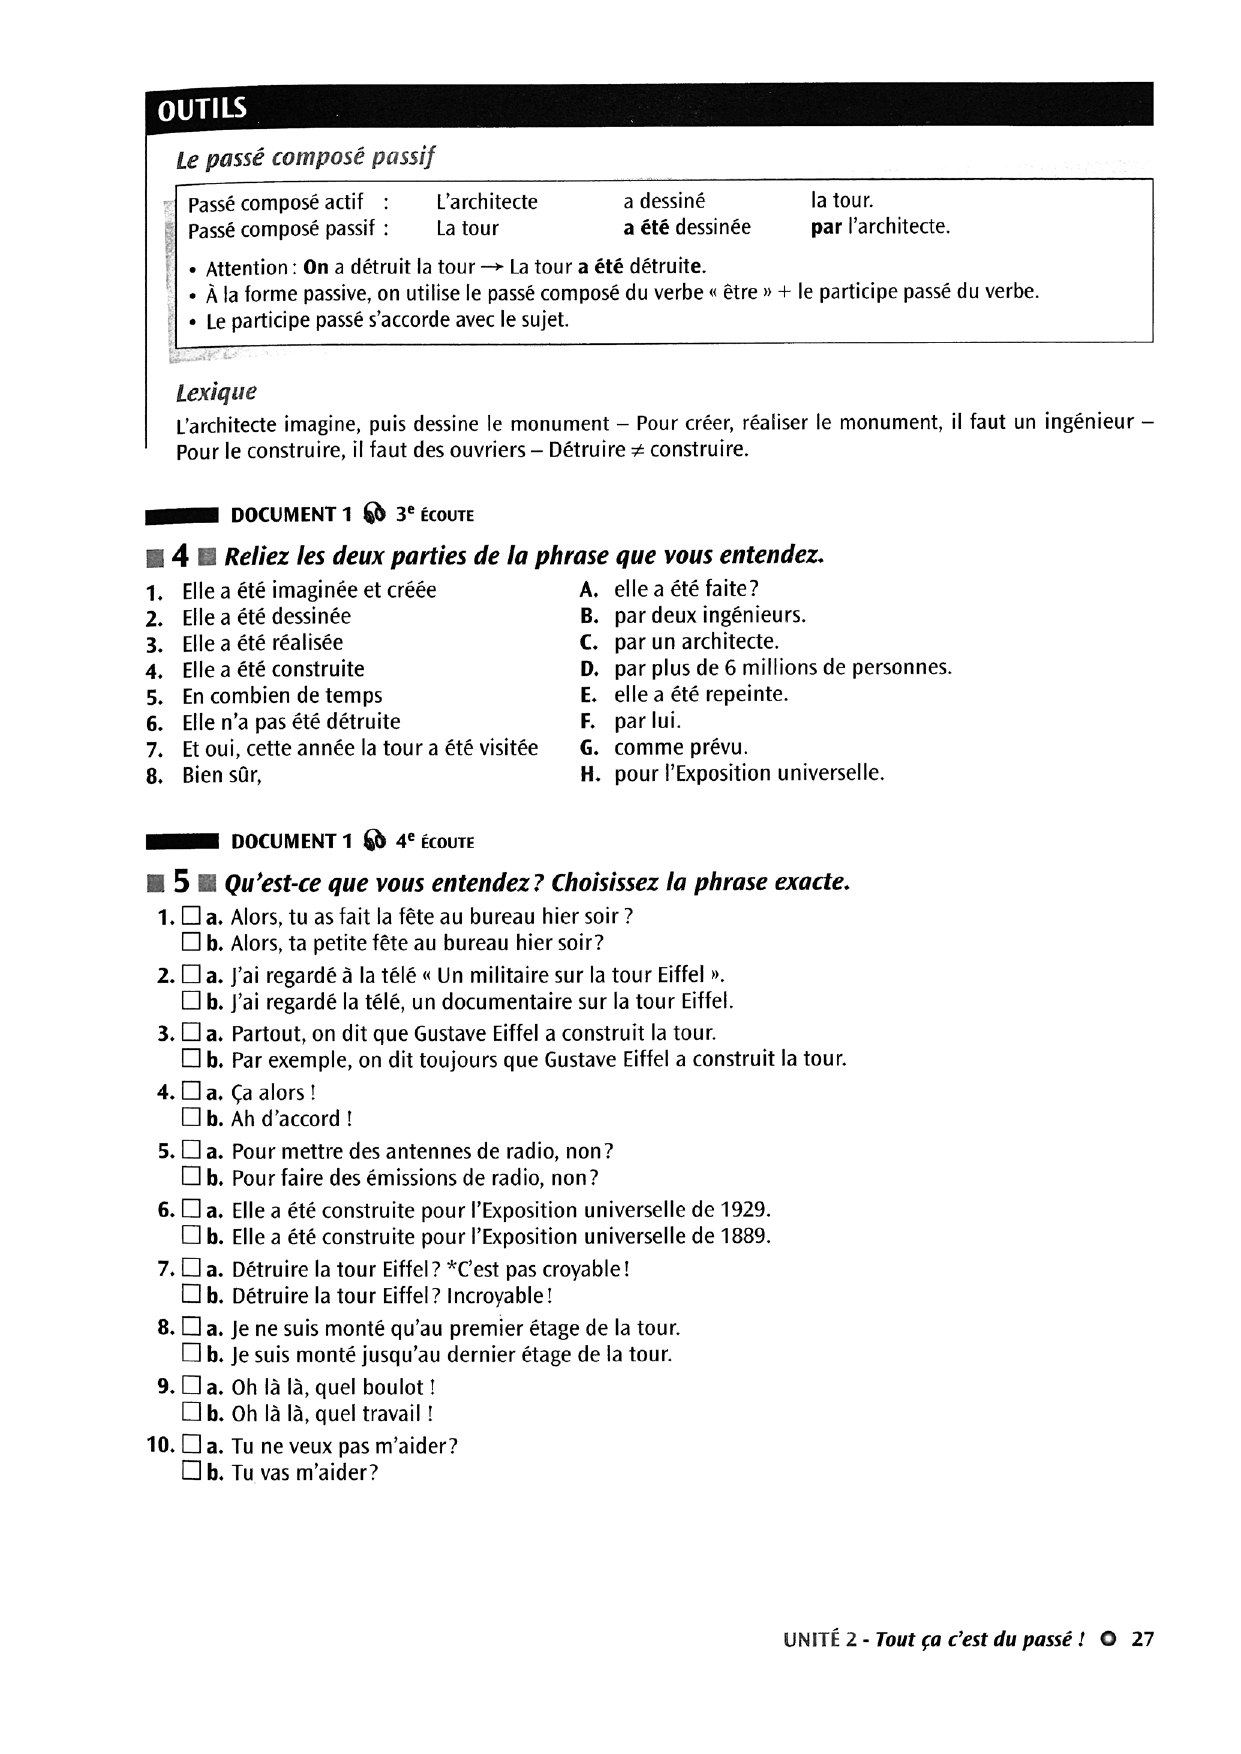 OUTILS
Le passé composé passif
Passé composé actif : L'architecte a dessiné la tour.
Passé composé passif : La tour a été dessinée par l'architecte.
• Attention : On a détruit la tour → La tour a été détruite.
• À la forme passive, on utilise le passé composé du verbe « être » + le participe passé du verbe.
• Le participe passé s'accorde avec le sujet.
Lexique
L'architecte imagine, puis dessine le monument – Pour créer, réaliser le monument, il faut un ingénieur –
Pour le construire, il faut des ouvriers – Détruire ≠ construire.
DOCUMENT 1 3e ÉCOUTE
4 Reliez les deux parties de la phrase que vous entendez.
1. Elle a été imaginée et créée A. elle a été faite?
2. Elle a été dessinée B. par deux ingénieurs.
3. Elle a été réalisée C. par un architecte.
4. Elle a été construite D. par plus de 6 millions de personnes.
5. En combien de temps E. elle a été repeinte.
6. Elle n'a pas été détruite F. par lui.
7. Et oui, cette année la tour a été visitée G. comme prévu.
8. Bien sûr, H. pour l'Exposition universelle.
DOCUMENT 1 4e ÉCOUTE
5 Qu'est-ce que vous entendez? Choisissez la phrase exacte.
1. □ a. Alors, tu as fait la fête au bureau hier soir ?
□ b. Alors, ta petite fête au bureau hier soir?
2. □ a. J'ai regardé à la télé « Un militaire sur la tour Eiffel ».
□ b. J'ai regardé la télé, un documentaire sur la tour Eiffel.
3. □ a. Partout, on dit que Gustave Eiffel a construit la tour.
□ b. Par exemple, on dit toujours que Gustave Eiffel a construit la tour.
4. □ a. Ça alors !
□ b. Ah d'accord !
5. □ a. Pour mettre des antennes de radio, non?
□ b. Pour faire des émissions de radio, non?
6. □ a. Elle a été construite pour l'Exposition universelle de 1929.
□ b. Elle a été construite pour l'Exposition universelle de 1889.
7. □ a. Détruire la tour Eiffel? *C'est pas croyable!
□ b. Détruire la tour Eiffel? Incroyable!
8. □ a. Je ne suis monté qu'au premier étage de la tour.
□ b. Je suis monté jusqu'au dernier étage de la tour.
9. □ a. Oh là là, quel boulot !
□ b. Oh là là, quel travail !
10. □ a. Tu ne veux pas m'aider?
□ b. Tu vas m'aider?
UNITÉ 2 - Tout ça c'est du passé ! 27